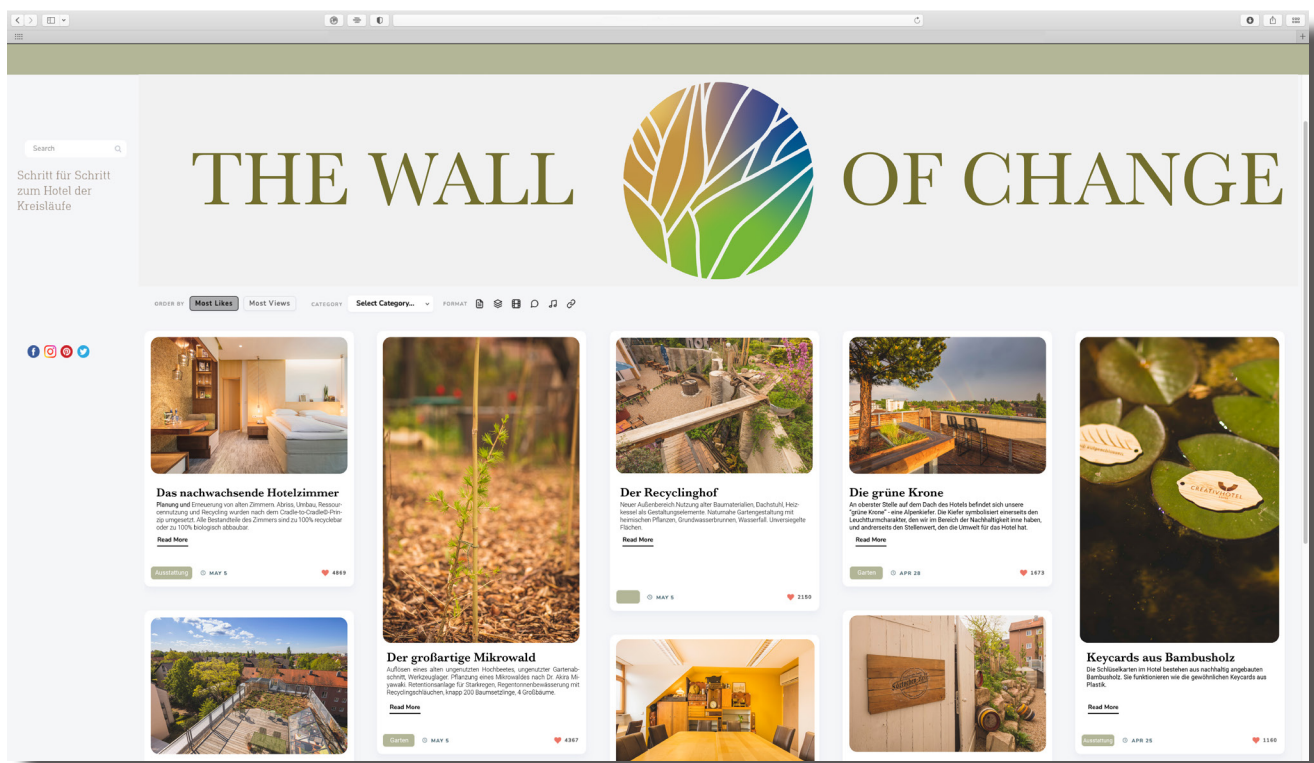 Search
Schritt für Schritt
zum Hotel der
Kreisläufe
THE WALL OF CHANGE
ORDER BY Most Likes Most Views CATEGORY Select Category... FORMAT
Das nachwachsende Hotelzimmer
Planung und Erneuerung von alten Zimmern. Abriss, Umbau, Ressour-
cennutzung und Recycling wurden nach dem Cradle-to-Cradle©-Prin-
zip umgesetzt. Alle Bestandteile des Zimmers sind zu 100% recyclebar
oder zu 100% biologisch abbaubar.
Read More
Ausstattung MAY 5 4869
Der großartige Mikrowald
Auflösen eines alten ungenutzten Hochbeetes, ungenutzter Gartenab-
schnitt, Werkzeuglager. Pflanzung eines Mikrowaldes nach Dr. Akira Mi-
yawaki. Retentionsanlage für Starkregen, Regentonnenbewässerung mit
Recyclingschläuchen, knapp 200 Baumsetzlinge, 4 Großbäume.
Read More
Garten MAY 5 4367
Der Recyclinghof
Neuer Außenbereich Nutzung alter Baumaterialien, Dachstuhl, Heiz-
kessel als Gestaltungselemente. Naturnahe Gartengestaltung mit
heimischen Pflanzen, Grundwasserbrunnen, Wasserfall. Unversiegelte
Flächen.
Read More
MAY 5 2180
Die grüne Krone
An oberster Stelle auf dem Dach des Hotels befindet sich unsere
"grüne Krone" - eine Alpenkiefer. Die Kiefer symbolisiert einerseits den
Leuchtturmcharakter, den wir im Bereich der Nachhaltigkeit inne haben,
und andrerseits den Stellenwert, den die Umwelt für das Hotel hat.
Read More
Garten APR 28 1673
CREATIVHOTEL
Keycards aus Bambusholz
Die Schlüselkarten im Hotel bestehen aus nachhaltig angebauten
Bambusholz. Sie funktionieren wie die gewöhnlichen Keycards aus
Plastik.
Read More
Ausstattung APR 25 1180